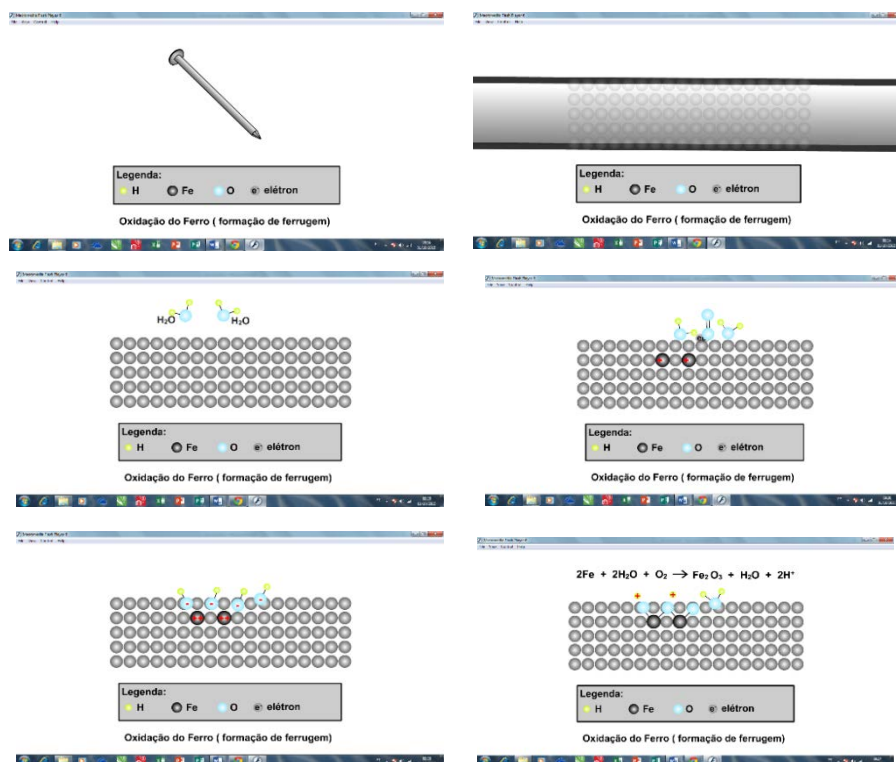 Legenda:
H Fe O e⁻ elétron
Oxidação do Ferro ( formação de ferrugem)
Legenda:
H Fe O e⁻ elétron
Oxidação do Ferro ( formação de ferrugem)
H₂O H₂O
Legenda:
H Fe O e⁻ elétron
Oxidação do Ferro ( formação de ferrugem)
Legenda:
H Fe O e⁻ elétron
Oxidação do Ferro ( formação de ferrugem)
Legenda:
H Fe O e⁻ elétron
Oxidação do Ferro ( formação de ferrugem)
2Fe + 2H₂O + O₂ → Fe₂O₃ + H₂O + 2H⁺
Legenda:
H Fe O e⁻ elétron
Oxidação do Ferro ( formação de ferrugem)